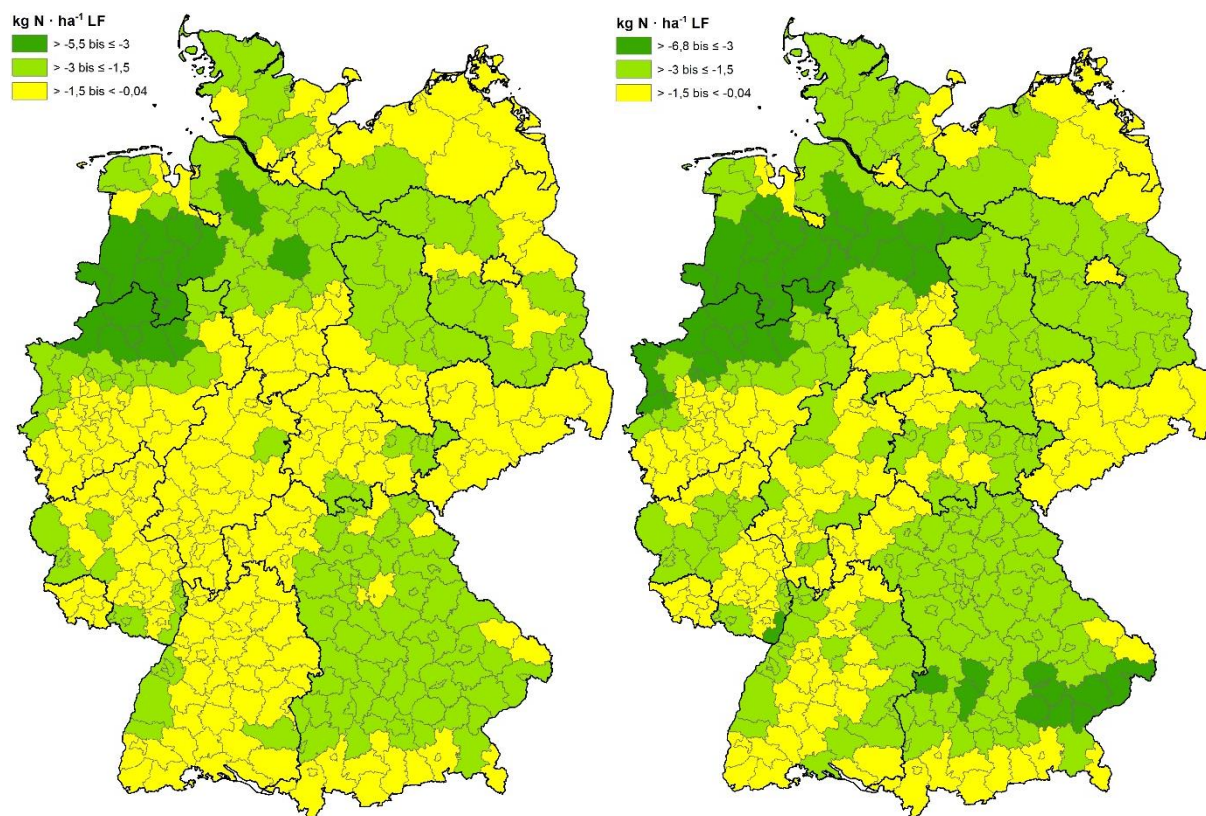 kg N · ha⁻¹ LF
> -5,5 bis ≤ -3
> -3 bis ≤ -1,5
> -1,5 bis < -0,04
kg N · ha⁻¹ LF
> -6,8 bis ≤ -3
> -3 bis ≤ -1,5
> -1,5 bis < -0,04